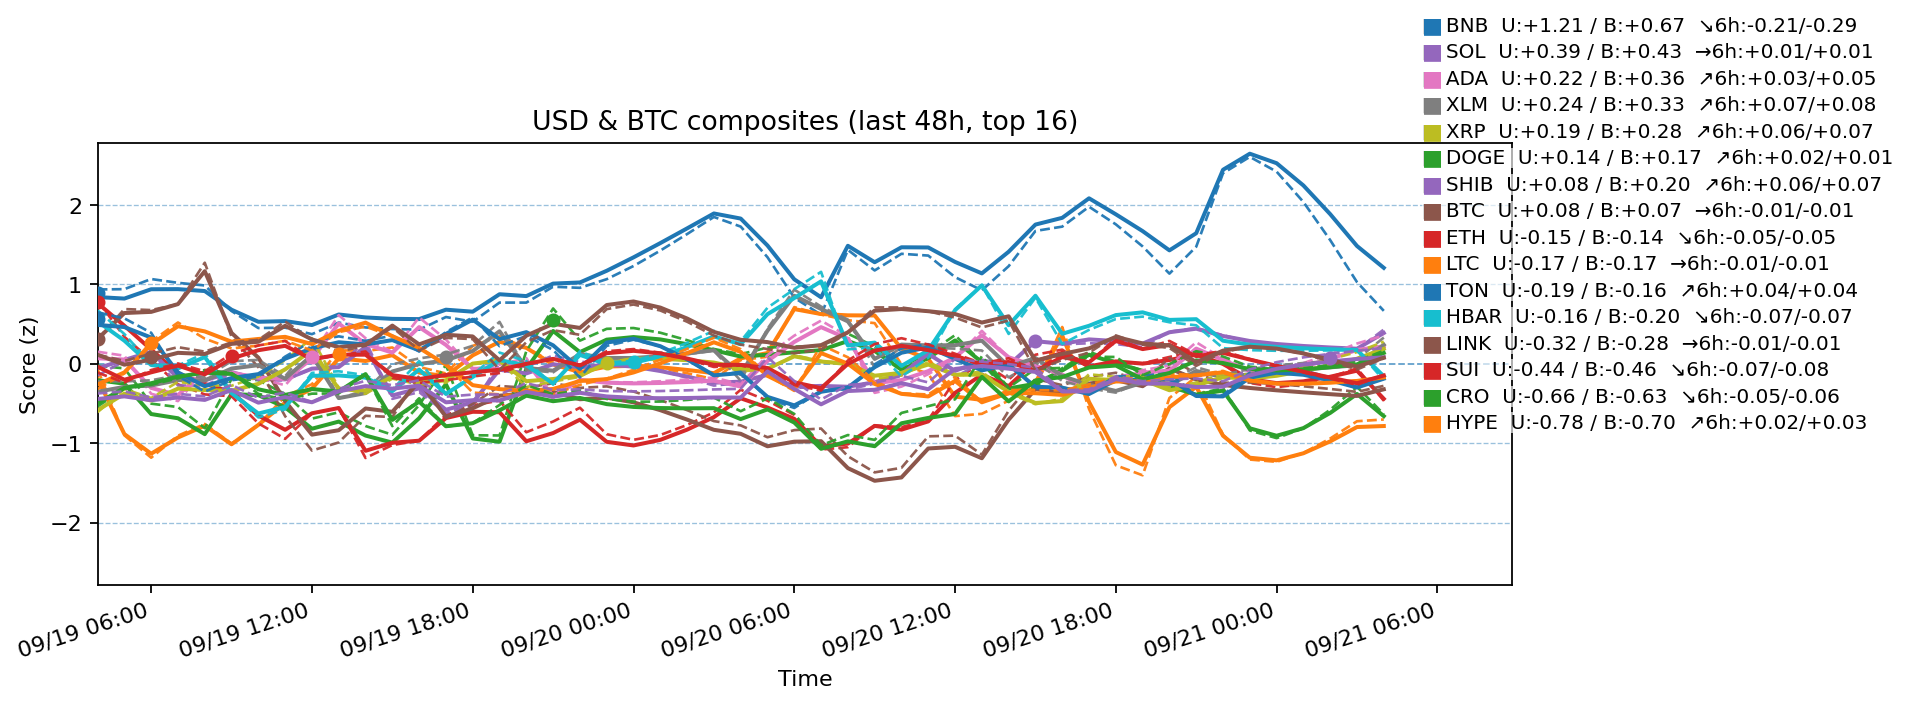 BNB U:+1.21 / B:+0.67 ↘6h:-0.21/-0.29
SOL U:+0.39 / B:+0.43 →6h:+0.01/+0.01
ADA U:+0.22 / B:+0.36 ↗6h:+0.03/+0.05
XLM U:+0.24 / B:+0.33 ↗6h:+0.07/+0.08
XRP U:+0.19 / B:+0.28 ↗6h:+0.06/+0.07
DOGE U:+0.14 / B:+0.17 ↗6h:+0.02/+0.01
SHIB U:+0.08 / B:+0.20 ↗6h:+0.06/+0.07
BTC U:+0.08 / B:+0.07 →6h:-0.01/-0.01
ETH U:-0.15 / B:-0.14 ↘6h:-0.05/-0.05
LTC U:-0.17 / B:-0.17 →6h:-0.01/-0.01
TON U:-0.19 / B:-0.16 ↗6h:+0.04/+0.04
HBAR U:-0.16 / B:-0.20 ↘6h:-0.07/-0.07
LINK U:-0.32 / B:-0.28 →6h:-0.01/-0.01
SUI U:-0.44 / B:-0.46 ↘6h:-0.07/-0.08
CRO U:-0.66 / B:-0.63 ↘6h:-0.05/-0.06
HYPE U:-0.78 / B:-0.70 ↗6h:+0.02/+0.03
USD & BTC composites (last 48h, top 16)
Score (z)
2
1
0
−1
−2
09/19 06:00
09/19 12:00
09/19 18:00
09/20 00:00
09/20 06:00
09/20 12:00
09/20 18:00
09/21 00:00
09/21 06:00
Time